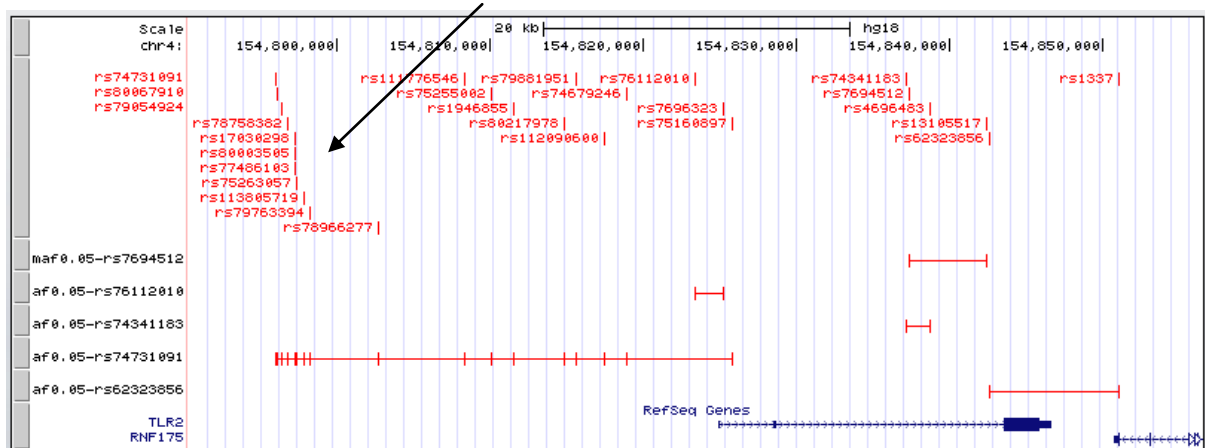 Scale 20 kb hg18
chr4: 154,800,000 154,810,000 154,820,000 154,830,000 154,840,000 154,850,000
rs74731091 rs111776546 rs79881951 rs76112010 rs74341183 rs1337
rs80067910 rs75255002 rs74679246 rs7694512
rs79054924 rs1946855 rs7696323 rs4696483
rs78758382 rs80217978 rs75160897 rs13105517
rs17030298 rs112090600 rs62323856
rs80003505
rs77486103
rs75263057
rs113805719
rs79763394
rs78966277
maf0.05-rs7694512
af0.05-rs76112010
af0.05-rs74341183
af0.05-rs74731091
af0.05-rs62323856
RefSeq Genes
TLR2
RNF175